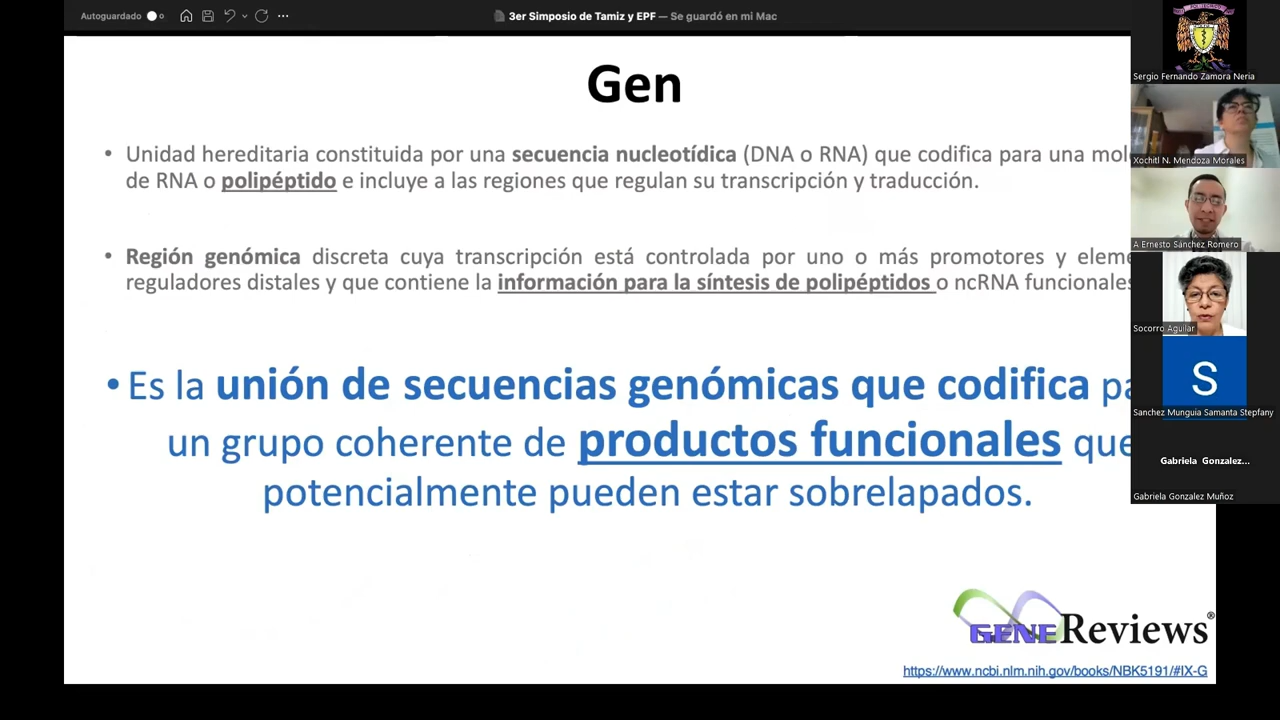 Autoguardado
3er Simposio de Tamiz y EPF — Se guardó en mi Mac
Gen
• Unidad hereditaria constituida por una secuencia nucleotídica (DNA o RNA) que codifica para una mol
de RNA o polipéptido e incluye a las regiones que regulan su transcripción y traducción.
• Región genómica discreta cuya transcripción está controlada por uno o más promotores y eleme
reguladores distales y que contiene la información para la síntesis de polipéptidos o ncRNA funcionales
• Es la unión de secuencias genómicas que codifica pa
un grupo coherente de productos funcionales que
potencialmente pueden estar sobrelapados.
GENEReviews®
https://www.ncbi.nlm.nih.gov/books/NBK5191/#IX-G
Sergio Fernando Zamora Neria
Xochitl N. Mendoza Morales
A Ernesto Sánchez Romero
Socorro Aguilar
S
Sanchez Munguia Samanta Stepfany
Gabriela Gonzalez...
Gabriela Gonzalez Muñoz